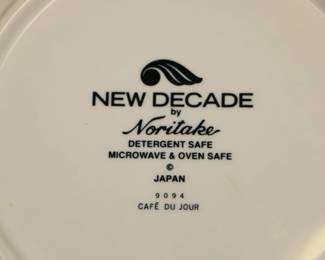 NEW DECADE
by
Noritake
DETERGENT SAFE
MICROWAVE & OVEN SAFE
©
JAPAN
9094
CAFÉ DU JOUR